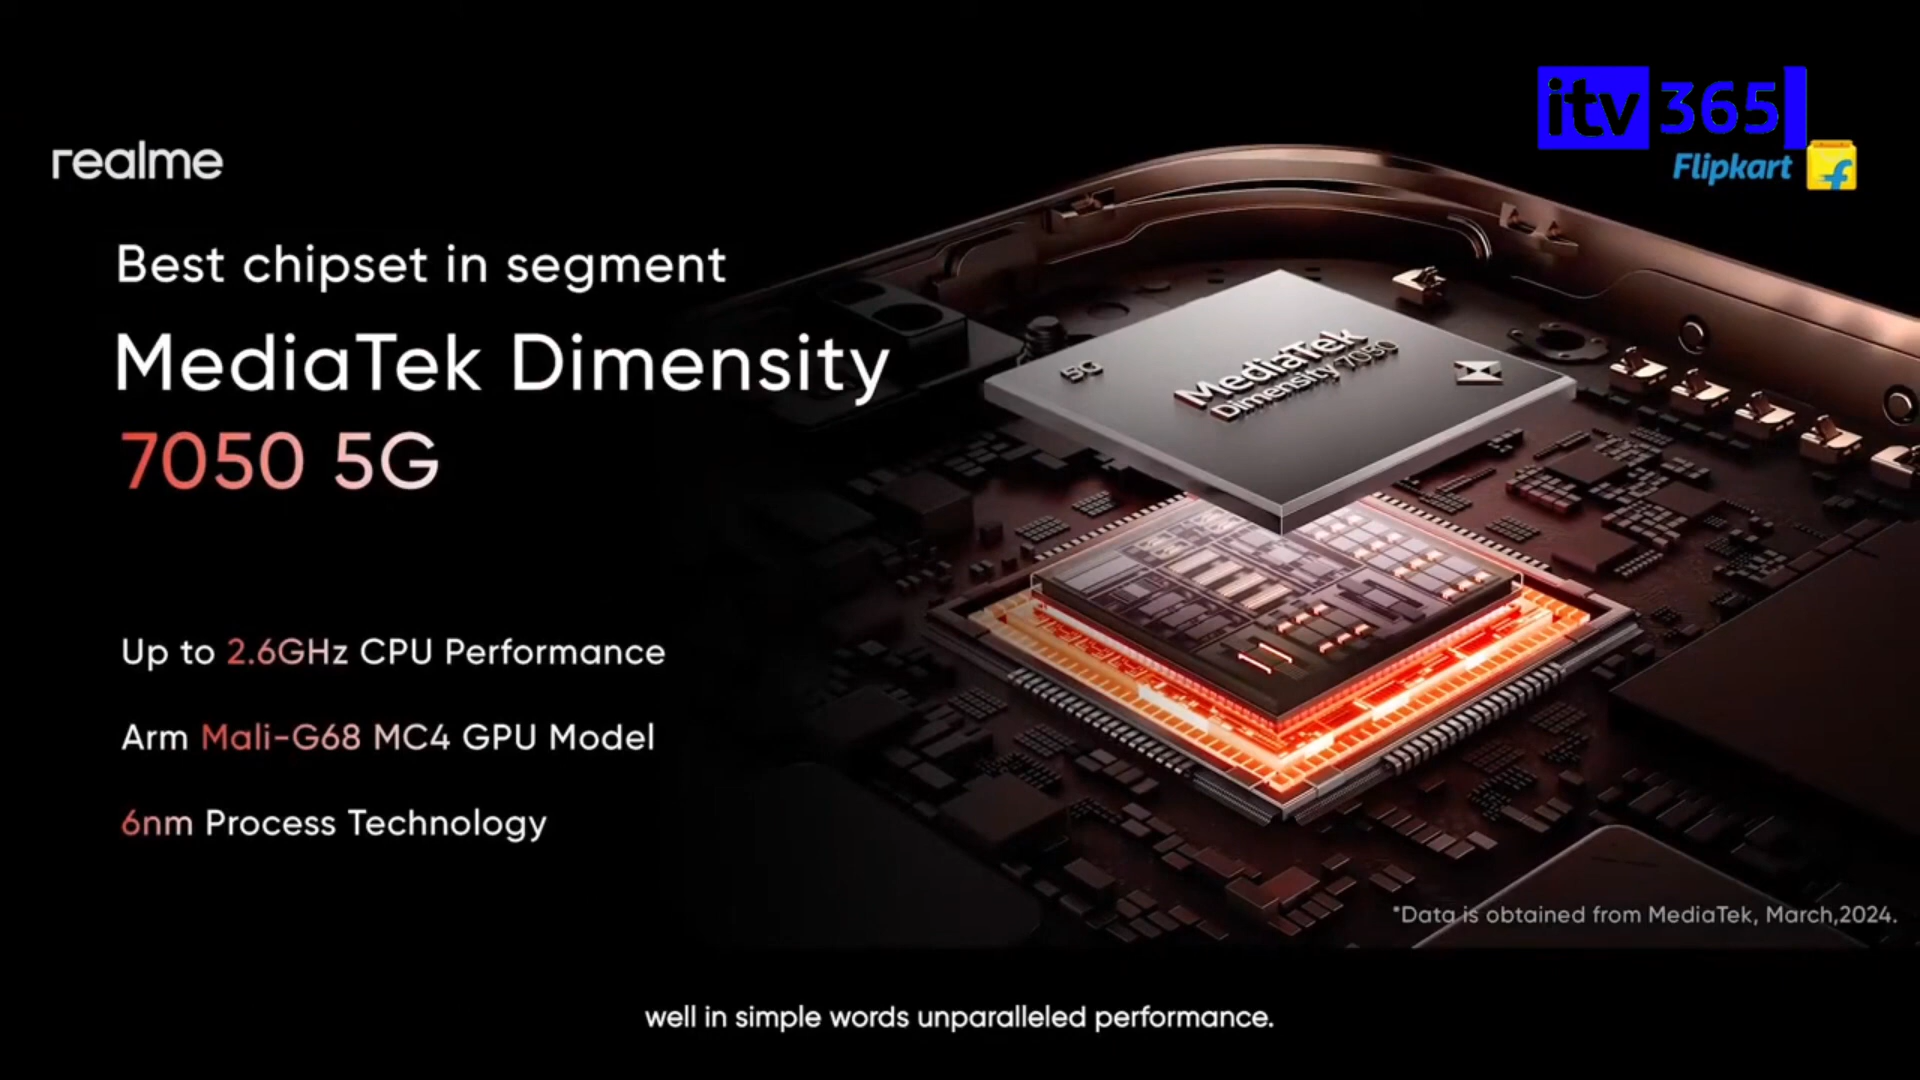 itv 365
realme
Flipkart
Best chipset in segment
MediaTek Dimensity
7050 5G
5G
MediaTek
Dimensity 7050
Up to 2.6GHz CPU Performance
Arm Mali-G68 MC4 GPU Model
6nm Process Technology
*Data is obtained from MediaTek, March,2024.
well in simple words unparalleled performance.